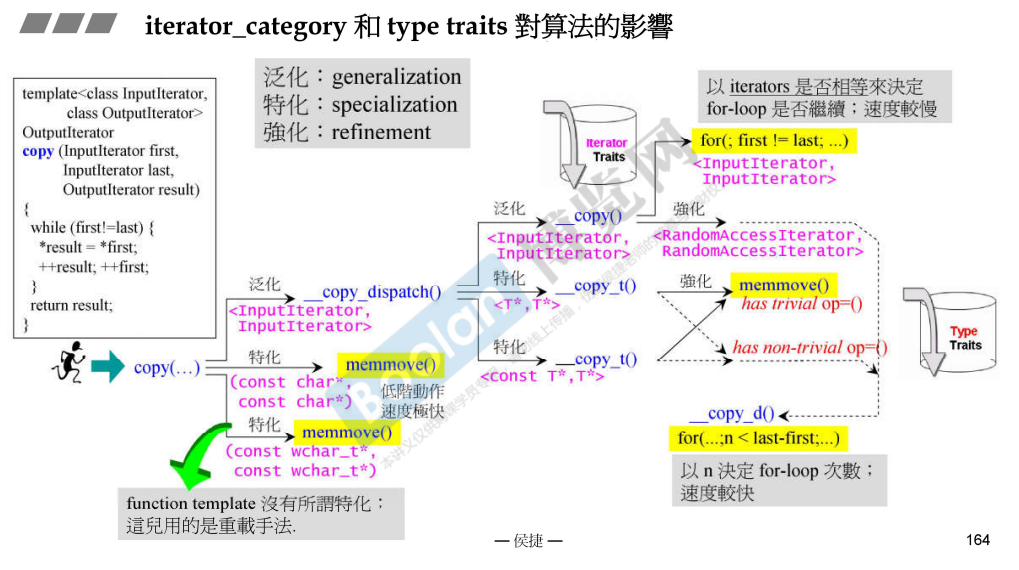 iterator_category 和 type traits 對算法的影響
template<class InputIterator,
class OutputIterator>
OutputIterator
copy (InputIterator first,
InputIterator last,
OutputIterator result)
{
while (first!=last) {
*result = *first;
++result; ++first;
}
return result;
}
泛化：generalization
特化：specialization
強化：refinement
以 iterators 是否相等來決定
for-loop 是否繼續；速度較慢
Iterator
Traits
for(; first != last; ...)
<InputIterator,
InputIterator>
泛化
__copy()
<InputIterator,
InputIterator>
強化
<RandomAccessIterator,
RandomAccessIterator>
泛化
__copy_dispatch()
<InputIterator,
InputIterator>
特化
__copy_t()
<T*,T*>
強化
memmove()
has trivial op=()
特化
__copy_t()
<const T*,T*>
has non-trivial op=()
Type
Traits
copy(…)
特化
memmove()
(const char*,
const char*)
低階動作
速度極快
特化
memmove()
(const wchar_t*,
const wchar_t*)
__copy_d()
for(...;n < last-first;...)
以 n 決定 for-loop 次數；
速度較快
function template 沒有所謂特化；
這兒用的是重載手法.
Boolan
博览网
— 侯捷 —
164